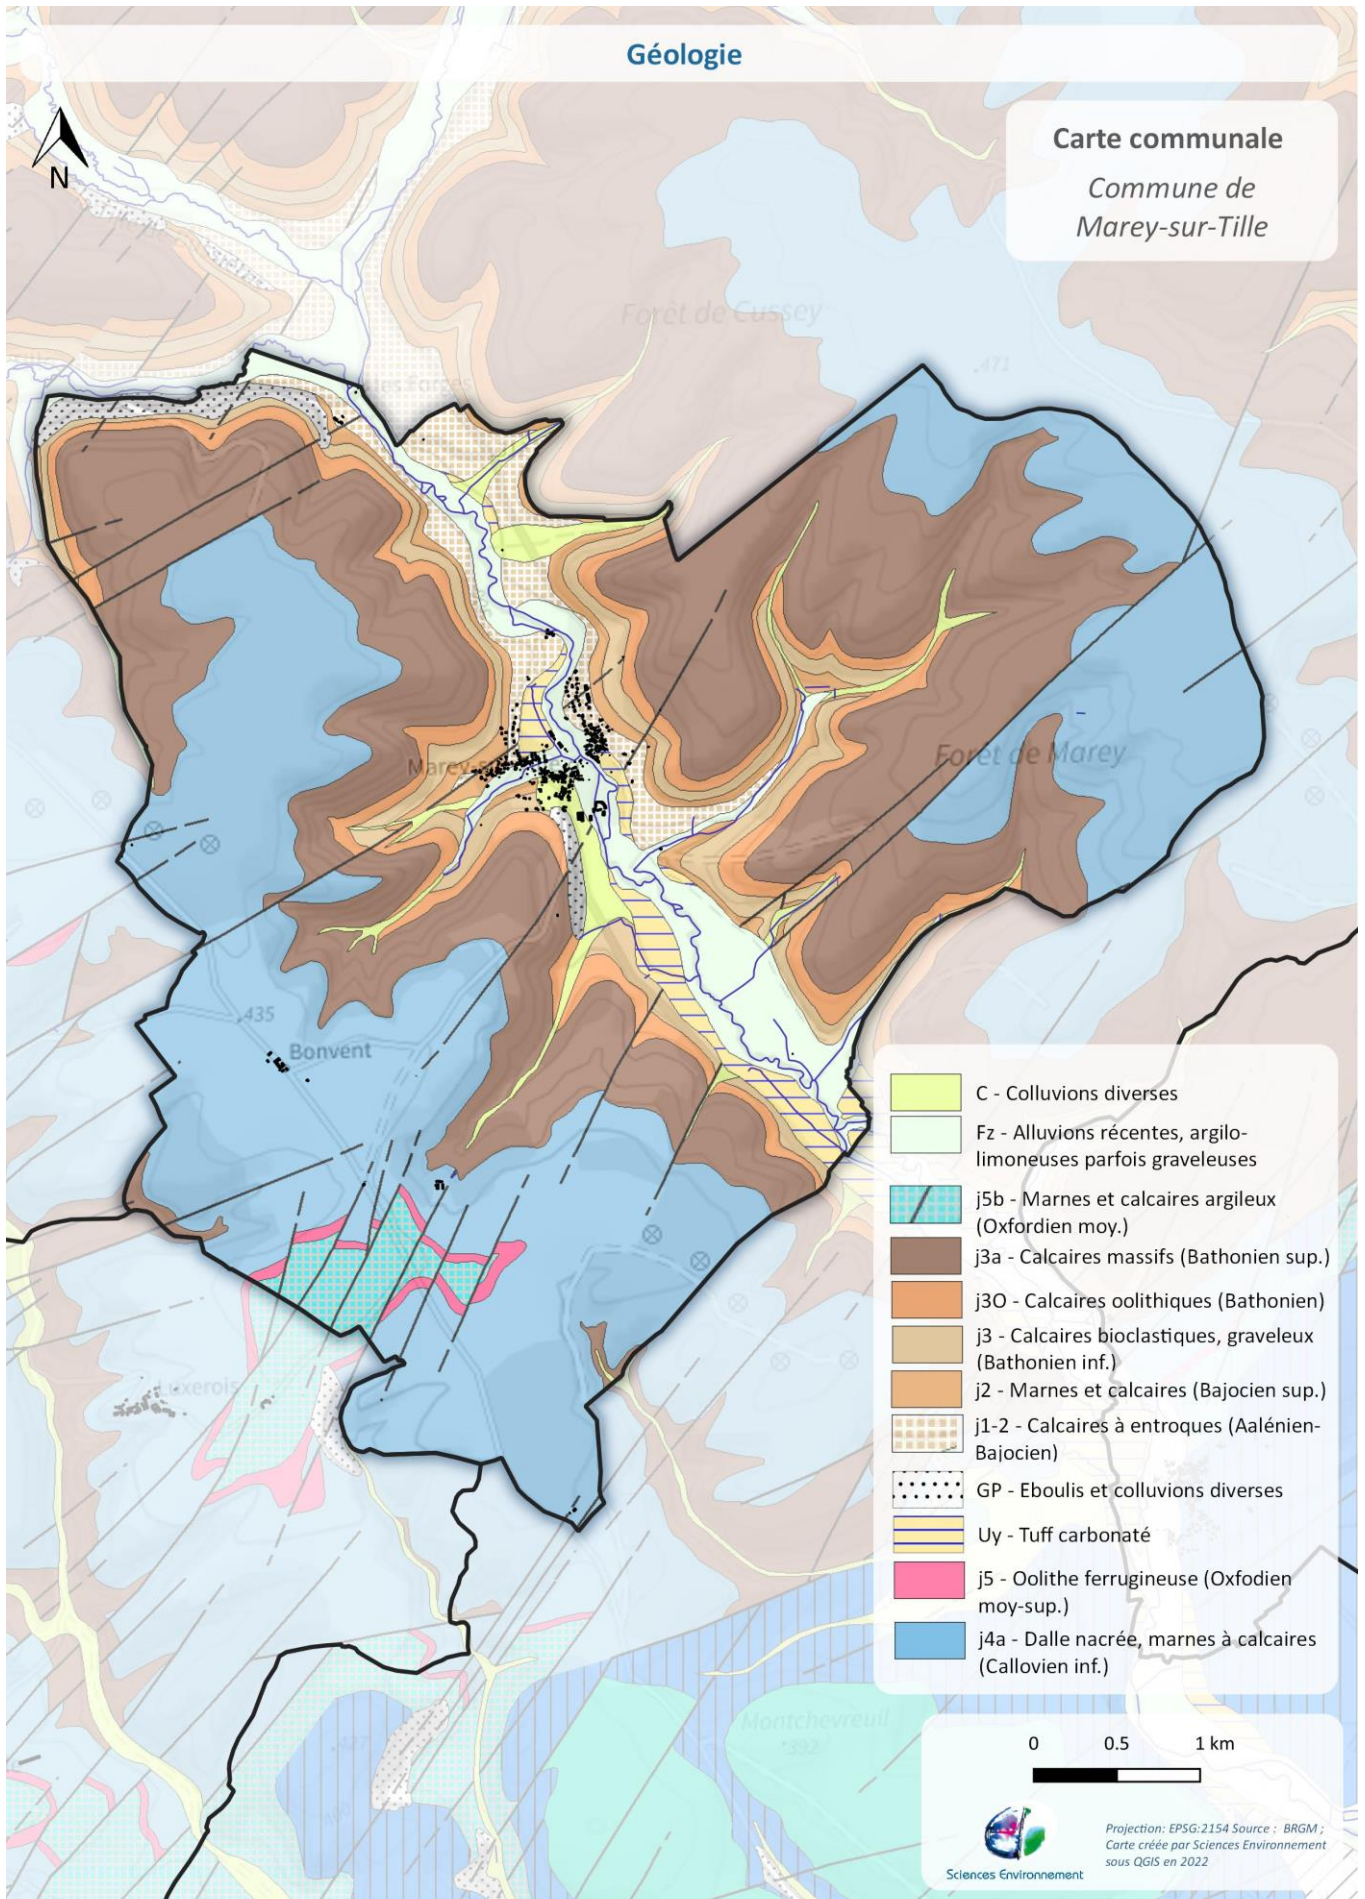 Géologie
Carte communale
Commune de
Marey-sur-Tille
N
Forêt de Cussey
.471
les Forges
Forêt de Marey
.435
Bonvent
Luxerois
Montchevreuil
392
C - Colluvions diverses
Fz - Alluvions récentes, argilo-
limoneuses parfois graveleuses
j5b - Marnes et calcaires argileux
(Oxfordien moy.)
j3a - Calcaires massifs (Bathonien sup.)
j3O - Calcaires oolithiques (Bathonien)
j3 - Calcaires bioclastiques, graveleux
(Bathonien inf.)
j2 - Marnes et calcaires (Bajocien sup.)
j1-2 - Calcaires à entroques (Aalénien-
Bajocien)
GP - Eboulis et colluvions diverses
Uy - Tuff carbonaté
j5 - Oolithe ferrugineuse (Oxfodien
moy-sup.)
j4a - Dalle nacrée, marnes à calcaires
(Callovien inf.)
0 0.5 1 km
Sciences Environnement
Projection: EPSG:2154 Source : BRGM ;
Carte créée par Sciences Environnement
sous QGIS en 2022